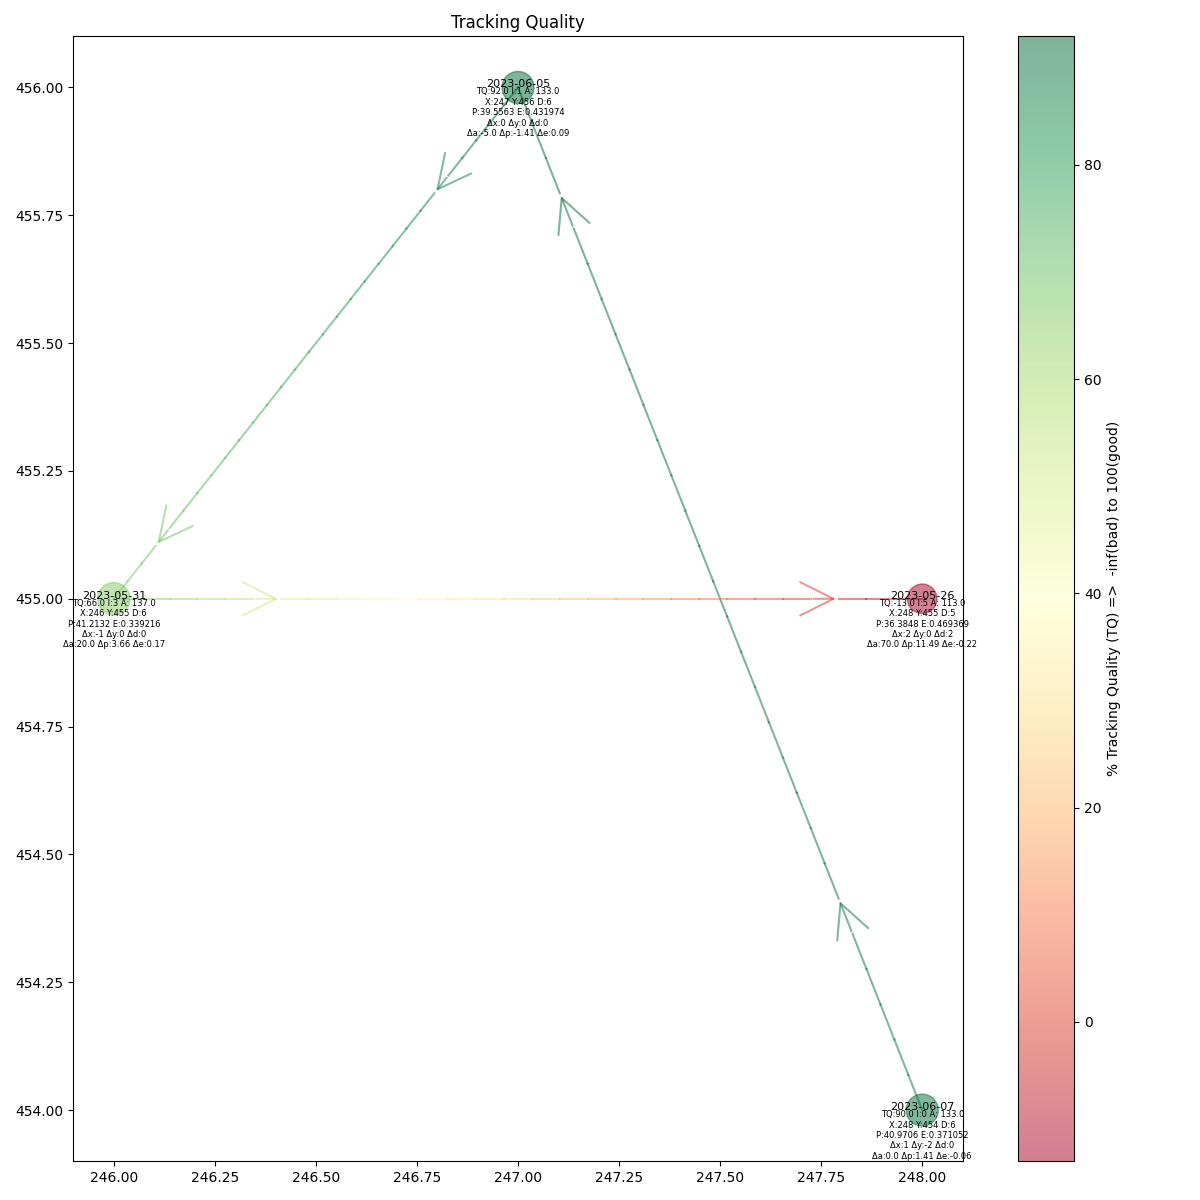 Tracking Quality
456.00
455.75
455.50
455.25
455.00
454.75
454.50
454.25
454.00
2023-06-05
TQ:92.0 I:1 A: 133.0
X:247 Y:456 D:6
P:39.5563 E:0.431974
Δx:0 Δy:0 Δd:0
Δa:-5.0 Δp:-1.41 Δe:0.09
2023-05-31
TQ:66.0 I:3 A: 137.0
X:246 Y:455 D:6
P:41.2132 E:0.339216
Δx:-1 Δy:0 Δd:0
Δa:20.0 Δp:3.66 Δe:0.17
2023-05-26
TQ:-13.0 I:5 A: 113.0
X:248 Y:455 D:5
P:36.3848 E:0.469369
Δx:2 Δy:0 Δd:2
Δa:70.0 Δp:11.49 Δe:-0.22
2023-06-07
TQ:90.0 I:0 A: 133.0
X:248 Y:454 D:6
P:40.9706 E:0.371052
Δx:1 Δy:-2 Δd:0
Δa:0.0 Δp:1.41 Δe:-0.06
246.00
246.25
246.50
246.75
247.00
247.25
247.50
247.75
248.00
80
60
40
20
0
% Tracking Quality (TQ) => -inf(bad) to 100(good)